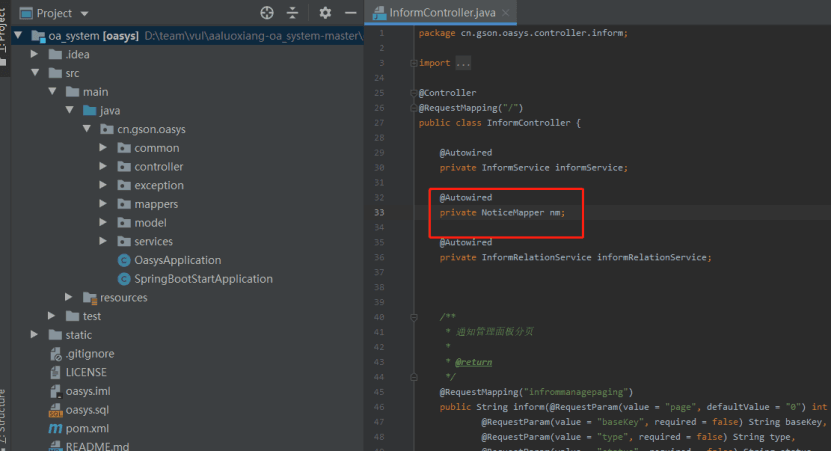 1: Project
Project
oa_system [oasys] D:\team\vul\aaluoxiang-oa_system-master\
.idea
src
main
java
cn.gson.oasys
common
controller
exception
mappers
model
services
OasysApplication
SpringBootStartApplication
resources
test
static
.gitignore
LICENSE
oasys.iml
oasys.sql
pom.xml
README.md
Z: Structure
InformController.java
1 package cn.gson.oasys.controller.inform;
2
3 import ...
24
25 @Controller
26 @RequestMapping("/")
27 public class InformController {
28
29 @Autowired
30 private InformService informService;
31
32 @Autowired
33 private NoticeMapper nm;
34
35 @Autowired
36 private InformRelationService informRelationService;
37
38
39
40 /**
41 * 通知管理面板分页
42 *
43 * @return
44 */
45 @RequestMapping("infrommanagepaging")
46 public String inform(@RequestParam(value = "page", defaultValue = "0") int
47 @RequestParam(value = "baseKey", required = false) String baseKey,
48 @RequestParam(value = "type", required = false) String type,